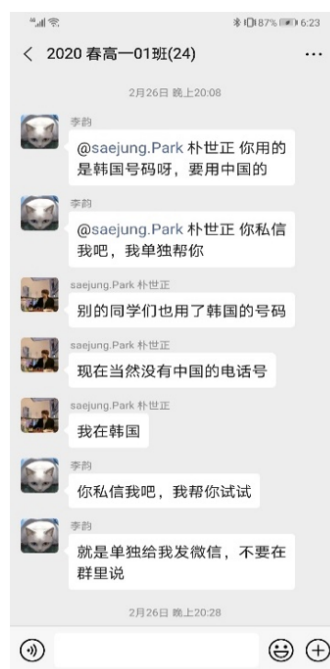 87% 6:23
2020 春高一01班(24)
2月26日 晚上20:08
李韵
@saejung.Park 朴世正 你用的
是韩国号码呀，要用中国的
李韵
@saejung.Park 朴世正 你私信
我吧，我单独帮你
saejung.Park 朴世正
别的同学们也用了韩国的号码
saejung.Park 朴世正
现在当然没有中国的电话号
saejung.Park 朴世正
我在韩国
李韵
你私信我吧，我帮你试试
李韵
就是单独给我发微信，不要在
群里说
2月26日 晚上20:28